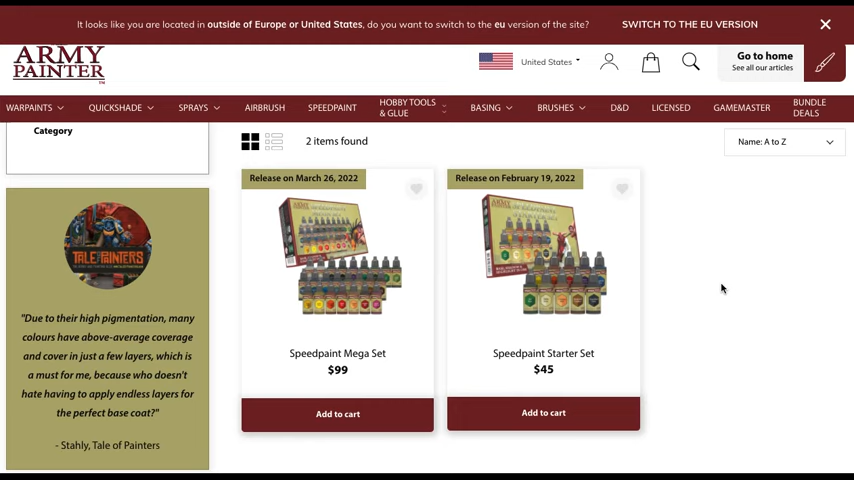 It looks like you are located in outside of Europe or United States, do you want to switch to the eu version of the site?
SWITCH TO THE EU VERSION
ARMY
PAINTER
United States
Go to home
See all our articles
WARPAINTS
QUICKSHADE
SPRAYS
AIRBRUSH
SPEEDPAINT
HOBBY TOOLS
& GLUE
BASING
BRUSHES
D&D
LICENSED
GAMEMASTER
BUNDLE
DEALS
Category
2 items found
Name: A to Z
Release on March 26, 2022
Release on February 19, 2022
TALE OF PAINTERS
"Due to their high pigmentation, many
colours have above-average coverage
and cover in just a few layers, which is
a must for me, because who doesn't
hate having to apply endless layers for
the perfect base coat?"
- Stahly, Tale of Painters
Speedpaint Mega Set
$99
Add to cart
Speedpaint Starter Set
$45
Add to cart